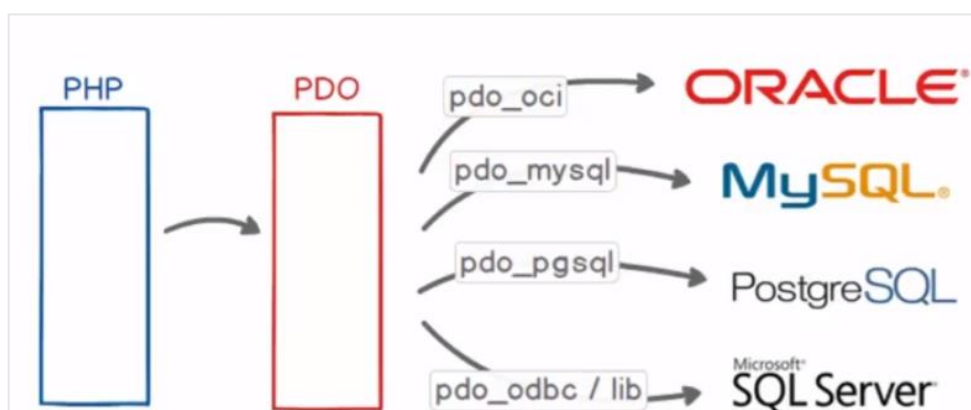 PHP
PDO
pdo_oci
ORACLE®
pdo_mysql
MySQL®
pdo_pgsql
PostgreSQL
pdo_odbc / lib
Microsoft®
SQL Server